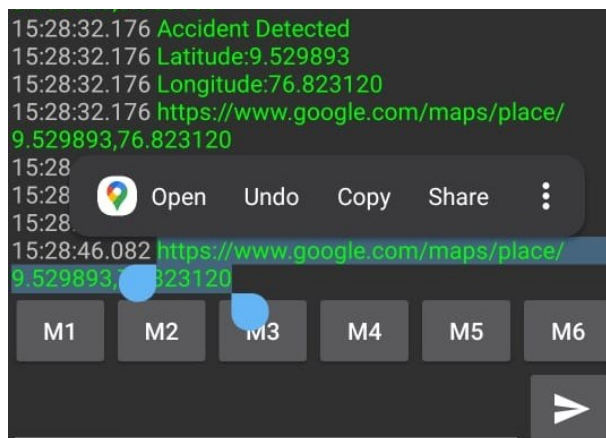 15:28:32.176 Accident Detected
15:28:32.176 Latitude:9.529893
15:28:32.176 Longitude:76.823120
15:28:32.176 https://www.google.com/maps/place/
9.529893,76.823120
15:28
15:28
Open Undo Copy Share
15:28.
15:28:46.082 https://www.google.com/maps/place/
9.529893, 823120
M1 M2 M3 M4 M5 M6